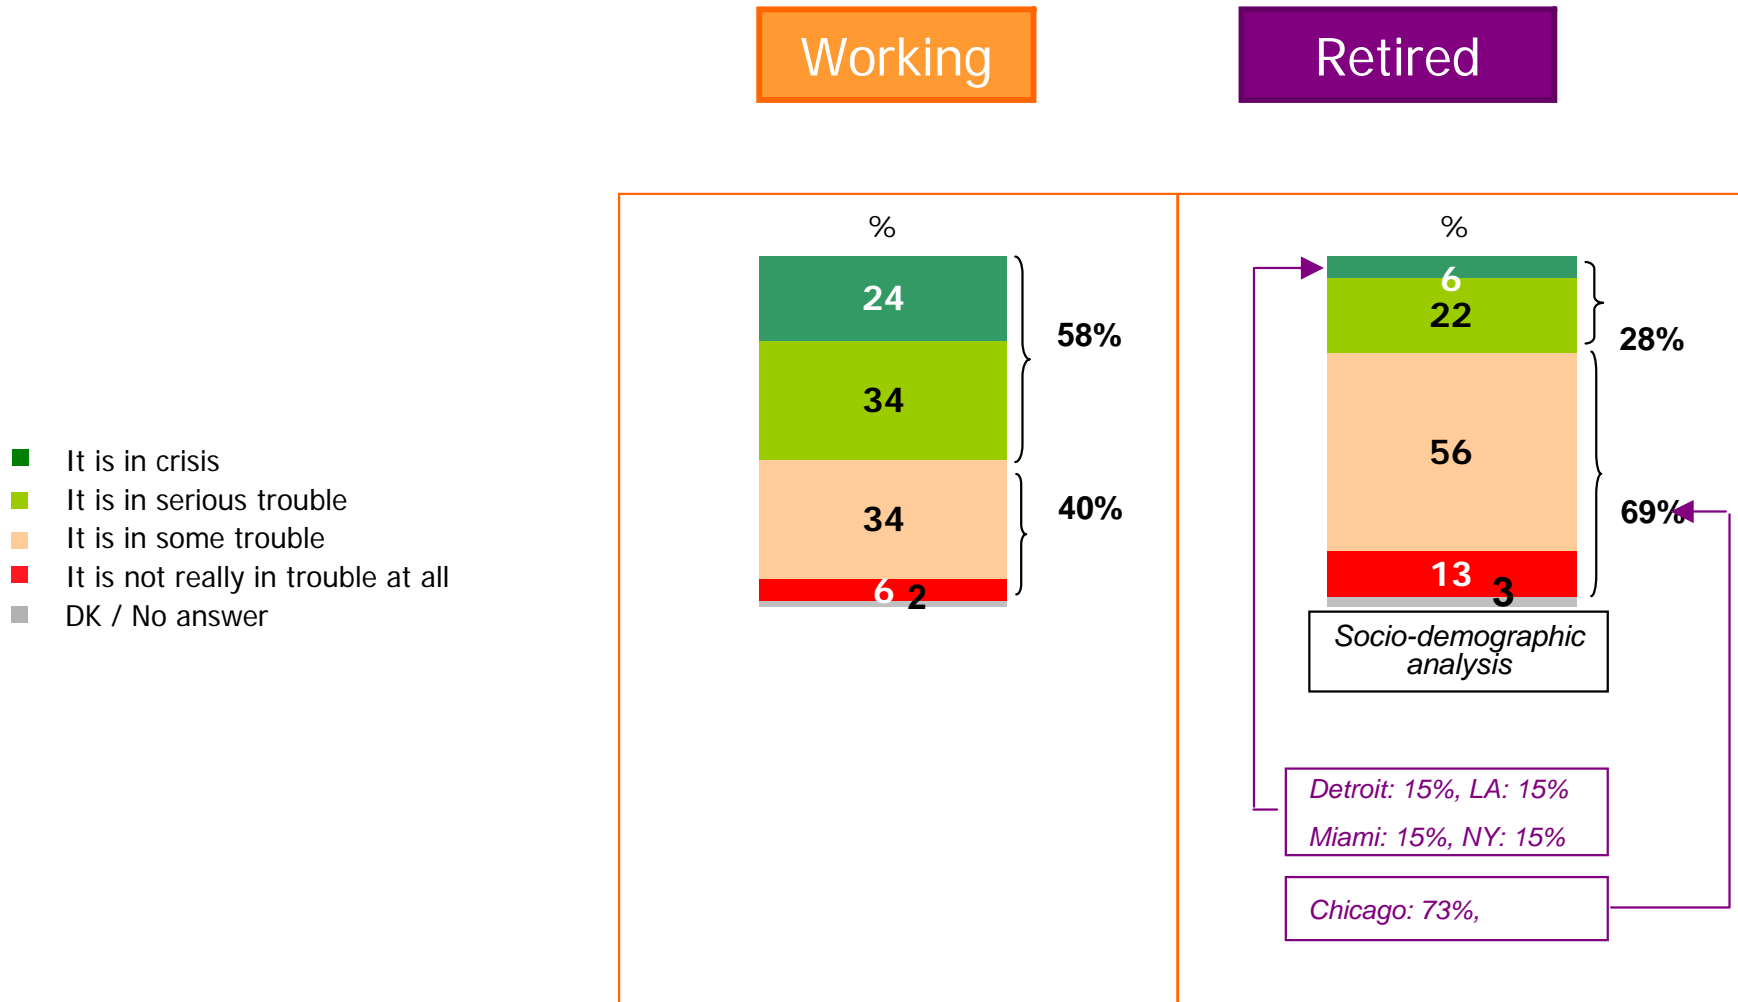 Working
Retired
%
24
34
34
6
2
58%
40%
%
6
22
56
13
3
28%
69%
It is in crisis
It is in serious trouble
It is in some trouble
It is not really in trouble at all
DK / No answer
Socio-demographic
analysis
Detroit: 15%, LA: 15%
Miami: 15%, NY: 15%
Chicago: 73%,